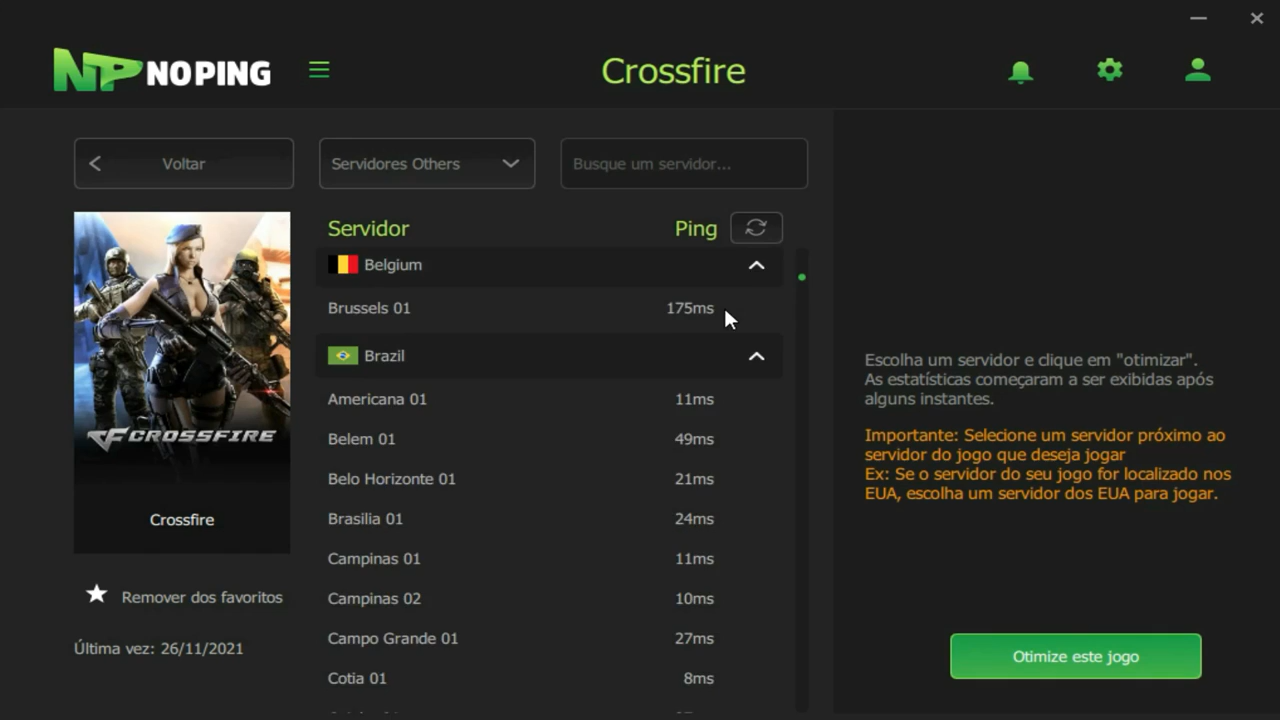 NP NOPING
Crossfire
Voltar
Servidores Others
Busque um servidor...
Servidor
Ping
Belgium
Brussels 01
175ms
Brazil
Americana 01
11ms
Belem 01
49ms
Belo Horizonte 01
21ms
Brasilia 01
24ms
Campinas 01
11ms
Campinas 02
10ms
Campo Grande 01
27ms
Cotia 01
8ms
CF CROSSFIRE
Crossfire
Remover dos favoritos
Última vez: 26/11/2021
Escolha um servidor e clique em "otimizar".
As estatísticas começaram a ser exibidas após
alguns instantes.
Importante: Selecione um servidor próximo ao
servidor do jogo que deseja jogar
Ex: Se o servidor do seu jogo for localizado nos
EUA, escolha um servidor dos EUA para jogar.
Otimize este jogo